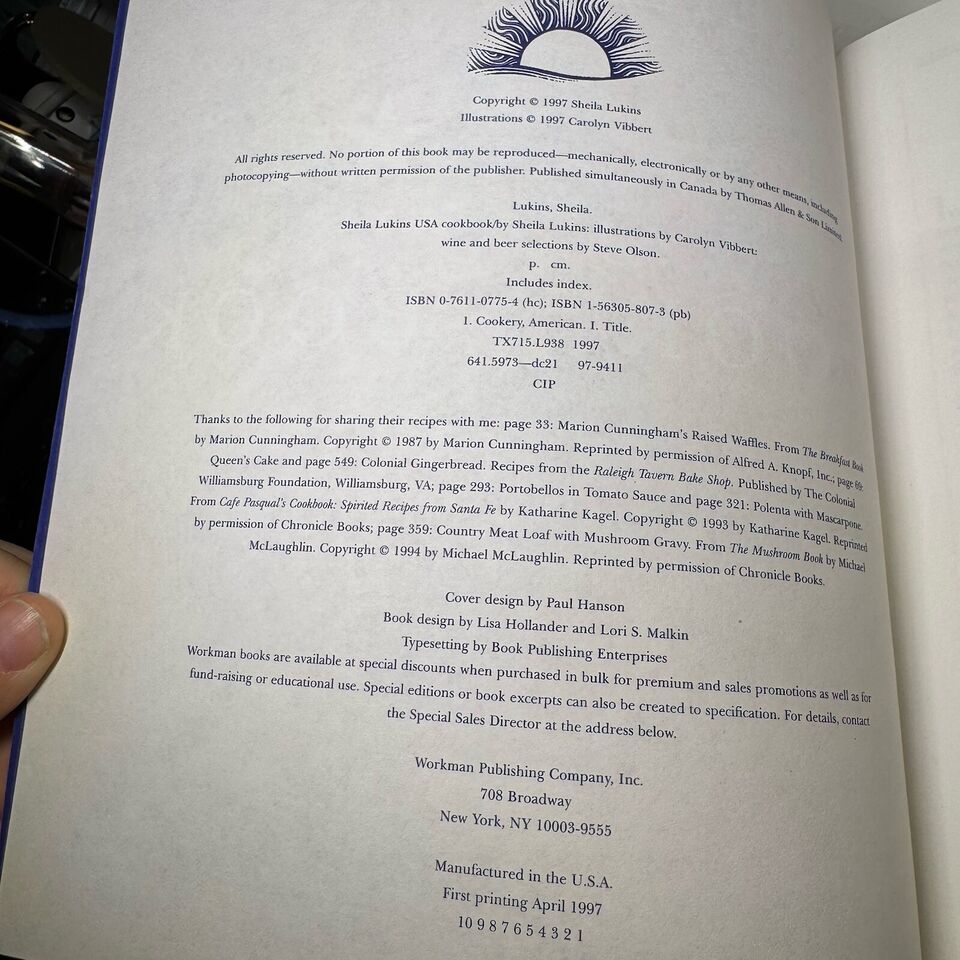 Copyright © 1997 Sheila Lukins
Illustrations © 1997 Carolyn Vibbert
All rights reserved. No portion of this book may be reproduced—mechanically, electronically or by any other means, including
photocopying—without written permission of the publisher. Published simultaneously in Canada by Thomas Allen & Son Limited.
Lukins, Sheila.
Sheila Lukins USA cookbook/by Sheila Lukins: illustrations by Carolyn Vibbert:
wine and beer selections by Steve Olson.
p. cm.
Includes index.
ISBN 0-7611-0775-4 (hc); ISBN 1-56305-807-3 (pb)
1. Cookery, American. I. Title.
TX715.L938 1997
641.5973—dc21 97-9411
CIP
Thanks to the following for sharing their recipes with me: page 33: Marion Cunningham's Raised Waffles. From The Breakfast Book
by Marion Cunningham. Copyright © 1987 by Marion Cunningham. Reprinted by permission of Alfred A. Knopf, Inc.; page 69:
Queen's Cake and page 549: Colonial Gingerbread. Recipes from the Raleigh Tavern Bake Shop. Published by The Colonial
Williamsburg Foundation, Williamsburg, VA; page 293: Portobellos in Tomato Sauce and page 321: Polenta with Mascarpone.
From Cafe Pasqual's Cookbook: Spirited Recipes from Santa Fe by Katharine Kagel. Copyright © 1993 by Katharine Kagel. Reprinted
by permission of Chronicle Books; page 359: Country Meat Loaf with Mushroom Gravy. From The Mushroom Book by Michael
McLaughlin. Copyright © 1994 by Michael McLaughlin. Reprinted by permission of Chronicle Books.
Cover design by Paul Hanson
Book design by Lisa Hollander and Lori S. Malkin
Typesetting by Book Publishing Enterprises
Workman books are available at special discounts when purchased in bulk for premium and sales promotions as well as for
fund-raising or educational use. Special editions or book excerpts can also be created to specification. For details, contact
the Special Sales Director at the address below.
Workman Publishing Company, Inc.
708 Broadway
New York, NY 10003-9555
Manufactured in the U.S.A.
First printing April 1997
10 9 8 7 6 5 4 3 2 1